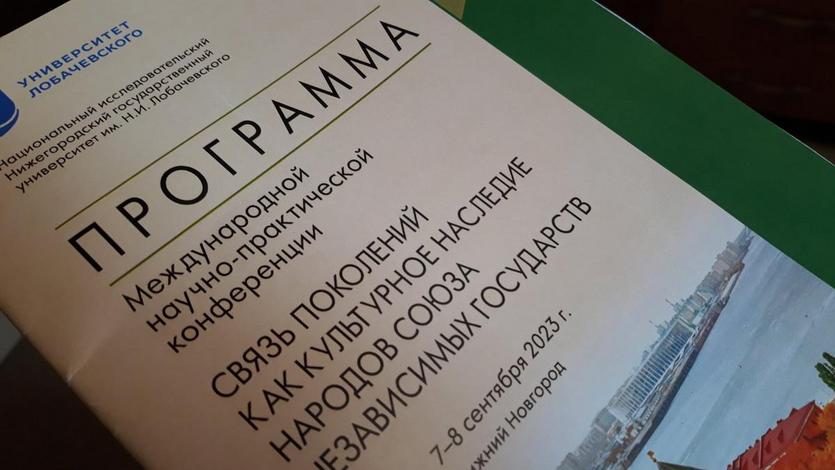 УНИВЕРСИТЕТ
ЛОБАЧЕВСКОГО
Национальный исследовательский
Нижегородский государственный
университет им. Н.И. Лобачевского
ПРОГРАММА
Международной
научно-практической
конференции
СВЯЗЬ ПОКОЛЕНИЙ
КАК КУЛЬТУРНОЕ НАСЛЕДИЕ
НАРОДОВ СОЮЗА
НЕЗАВИСИМЫХ ГОСУДАРСТВ
7–8 сентября 2023 г.
Нижний Новгород